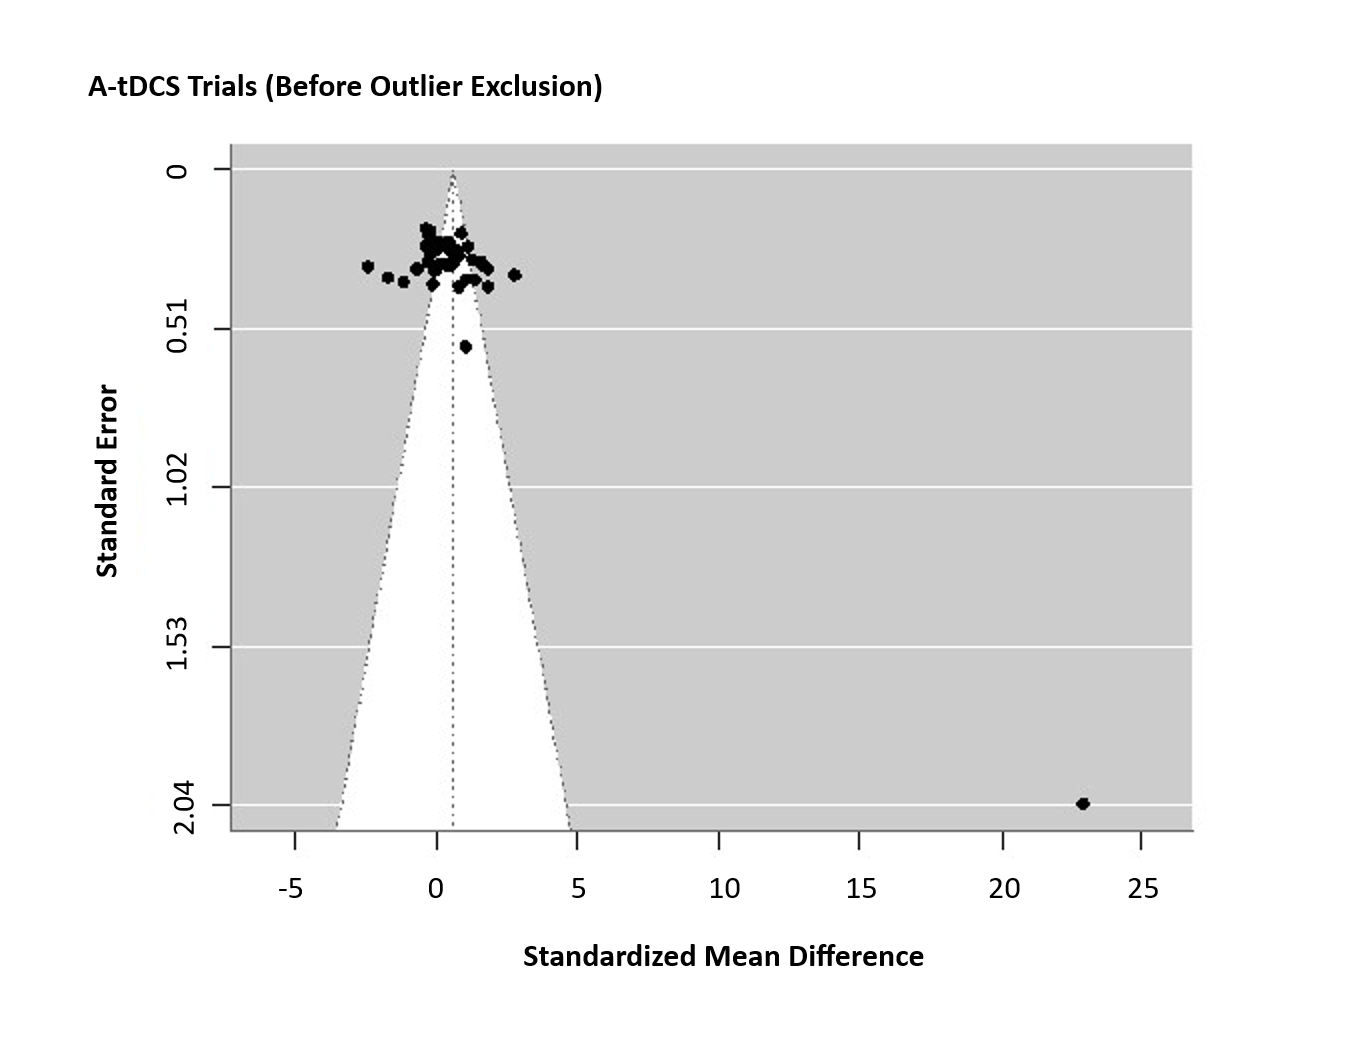 A-tDCS Trials (Before Outlier Exclusion)
0
0.51
1.02
1.53
2.04
Standard Error
-5 0 5 10 15 20 25
Standardized Mean Difference